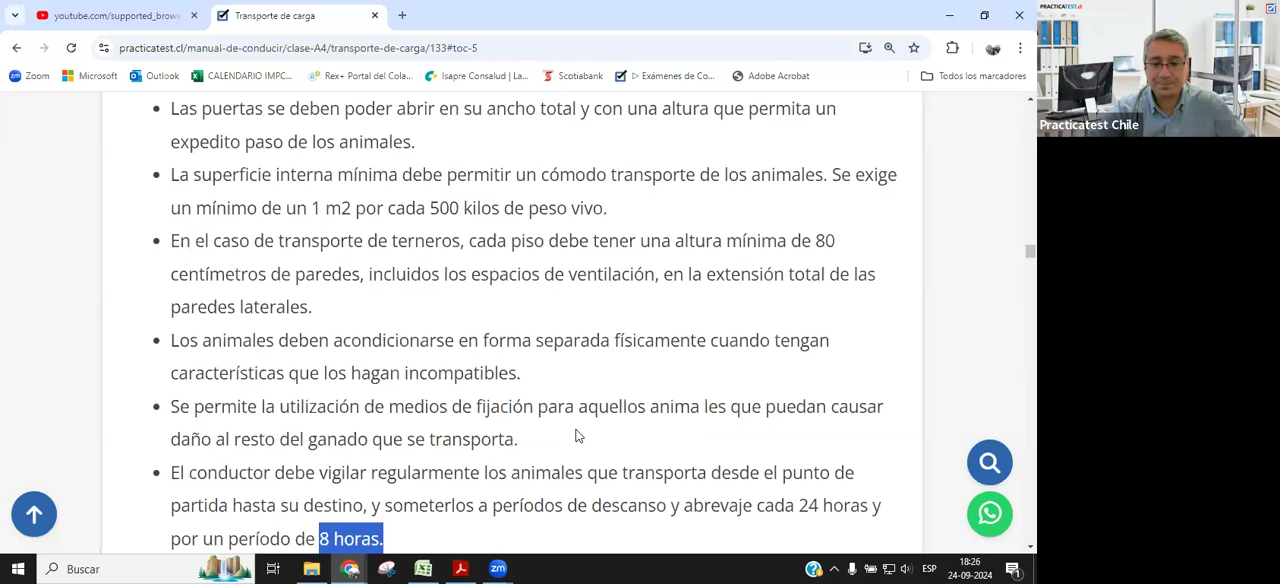 youtube.com/supported_brows
Transporte de carga
practicatest.cl/manual-de-conducir/clase-A4/transporte-de-carga/133#toc-5
Zoom
Microsoft
Outlook
CALENDARIO IMPC...
Rex+ Portal del Cola...
Isapre Consalud | La...
Scotiabank
Exámenes de Co...
Adobe Acrobat
Todos los marcadores
PRACTICATEST.cl
Practicatest Chile
Las puertas se deben poder abrir en su ancho total y con una altura que permita un
expedito paso de los animales.
La superficie interna mínima debe permitir un cómodo transporte de los animales. Se exige
un mínimo de un 1 m2 por cada 500 kilos de peso vivo.
En el caso de transporte de terneros, cada piso debe tener una altura mínima de 80
centímetros de paredes, incluidos los espacios de ventilación, en la extensión total de las
paredes laterales.
Los animales deben acondicionarse en forma separada físicamente cuando tengan
características que los hagan incompatibles.
Se permite la utilización de medios de fijación para aquellos anima les que puedan causar
daño al resto del ganado que se transporta.
El conductor debe vigilar regularmente los animales que transporta desde el punto de
partida hasta su destino, y someterlos a períodos de descanso y abrevaje cada 24 horas y
por un período de 8 horas.
Buscar
ESP
18:26
24-09-2024